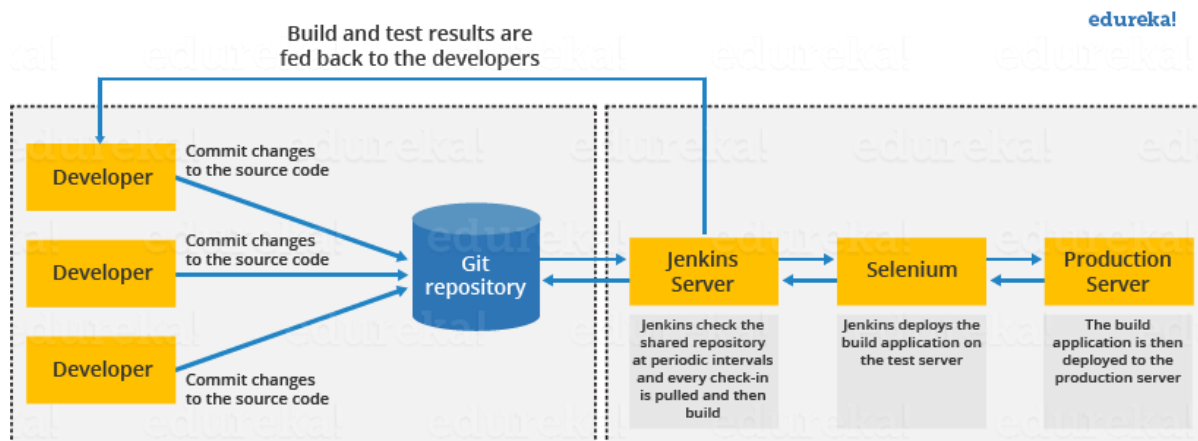 edureka!
Build and test results are
fed back to the developers
Developer
Commit changes
to the source code
Developer
Commit changes
to the source code
Developer
Commit changes
to the source code
Git
repository
Jenkins
Server
Jenkins check the
shared repository
at periodic intervals
and every check-in
is pulled and then
build
Selenium
Jenkins deploys the
build application on
the test server
Production
Server
The build
application is then
deployed to the
production server